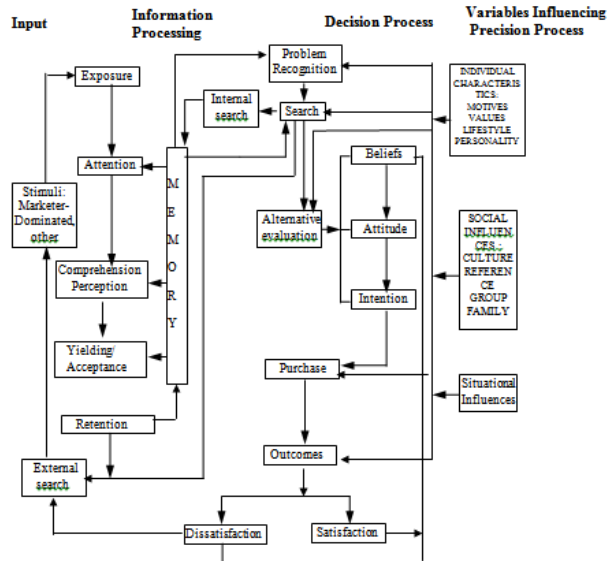 Input
Information
Processing
Decision Process
Variables Influencing
Precision Process
Exposure
Attention
Stimuli:
Marketer-
Dominated,
other
Comprehension
Perception
Yielding/
Acceptance
Retention
External
search
Internal
search
M
E
M
O
R
Y
Problem
Recognition
Search
Alternative
evaluation
Beliefs
Attitude
Intention
Purchase
Outcomes
Dissatisfaction
Satisfaction
INDIVIDUAL
CHARACTERIS
TICS:
MOTIVES
VALUES
LIFESTYLE
PERSONALITY
SOCIAL
INFLUEN
CES.:
CULTURE
REFEREN
CE
GROUP
FAMILY
Situational
Influences